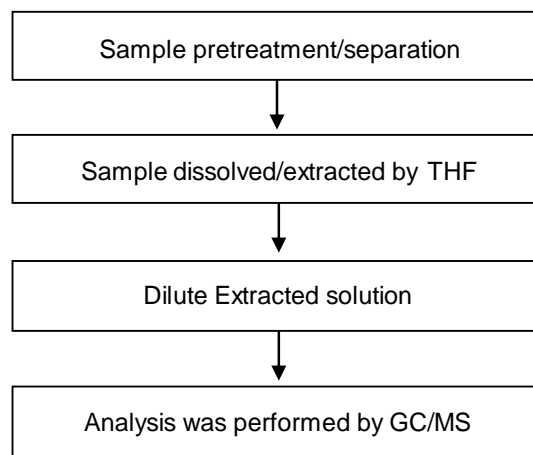 Sample pretreatment/separation
Sample dissolved/extracted by THF
Dilute Extracted solution
Analysis was performed by GC/MS